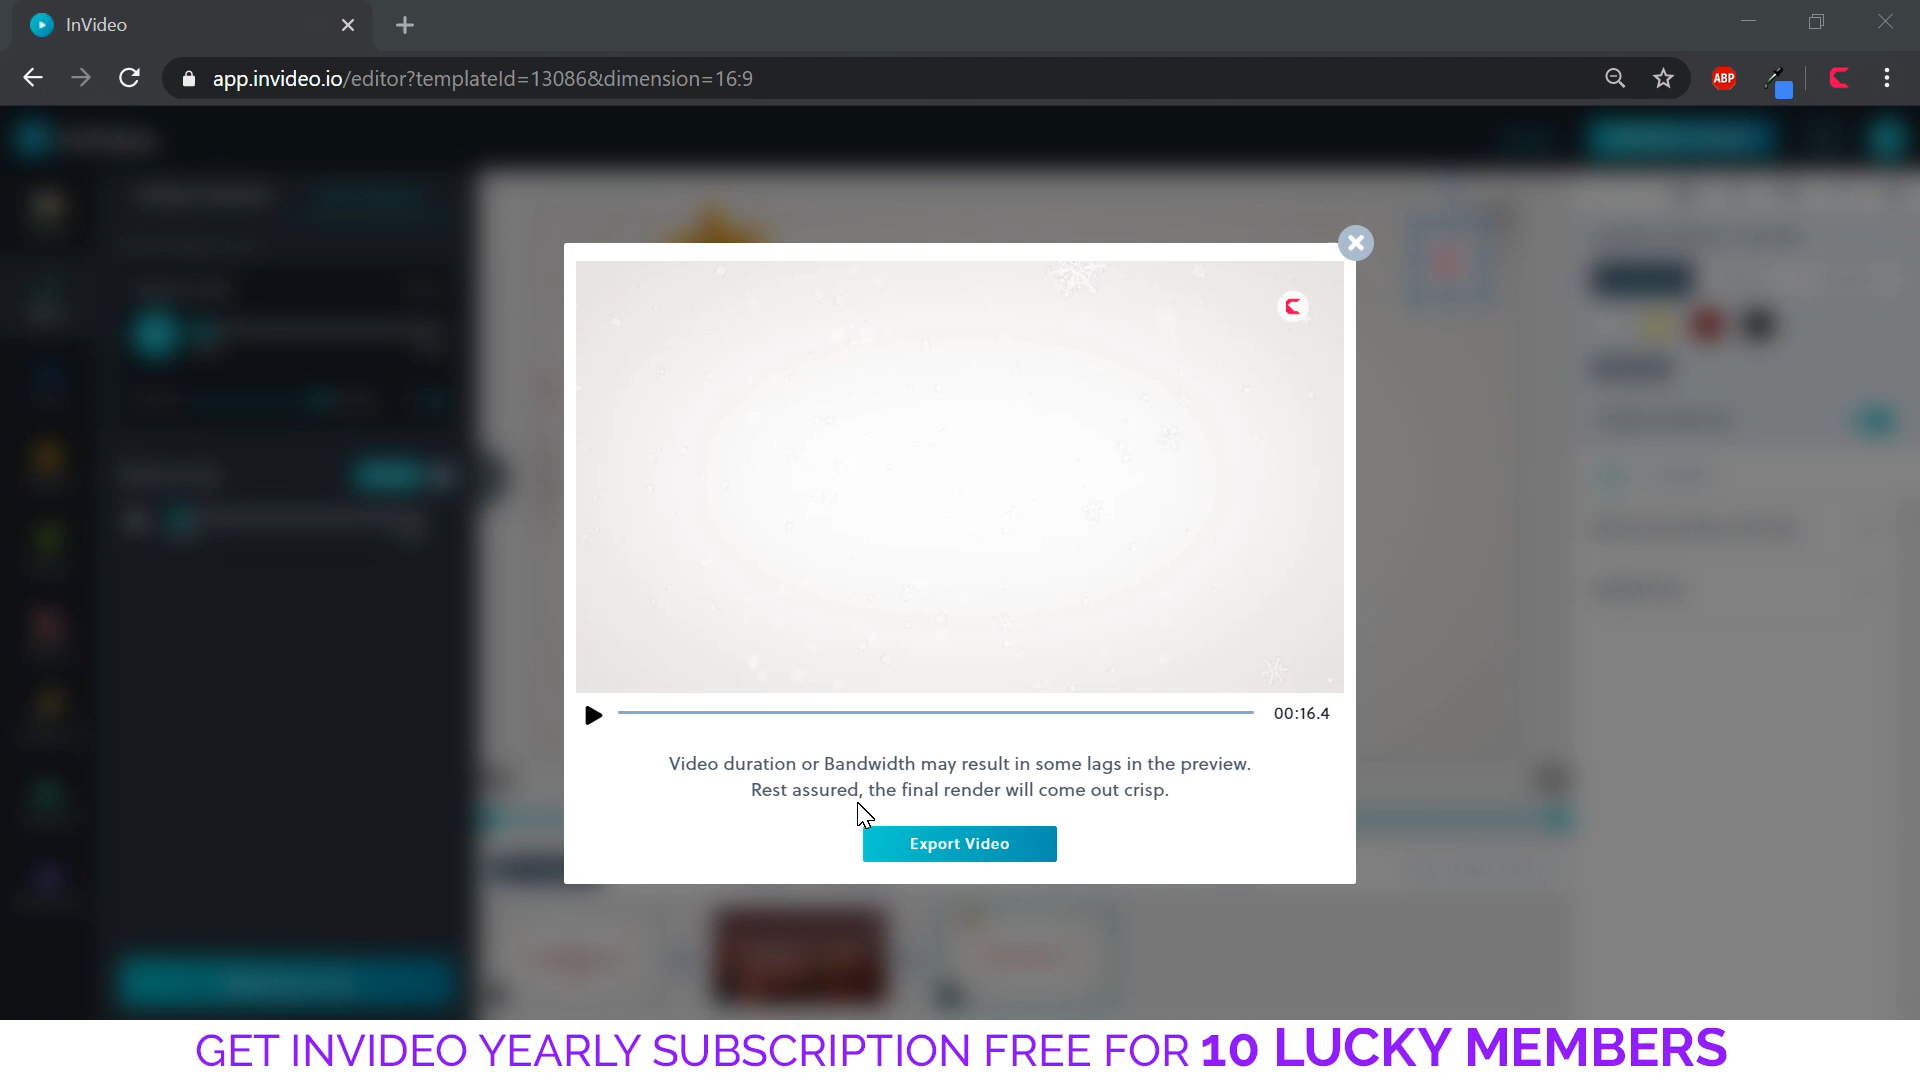 InVideo
app.invideo.io/editor?templateId=13086&dimension=16:9
ABP
00:16.4
Video duration or Bandwidth may result in some lags in the preview.
Rest assured, the final render will come out crisp.
Export Video
GET INVIDEO YEARLY SUBSCRIPTION FREE FOR 10 LUCKY MEMBERS